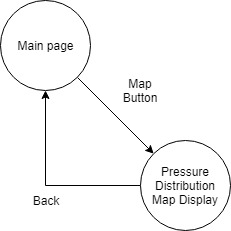 Main page
Map
Button
Pressure
Distribution
Map Display
Back